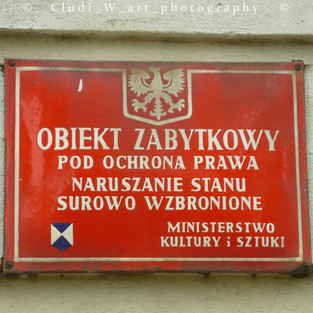 © Cludi_W art_photography ©
OBIEKT ZABYTKOWY
POD OCHRONA PRAWA
NARUSZANIE STANU
SUROWO WZBRONIONE
MINISTERSTWO
KULTURY i SZTUKI